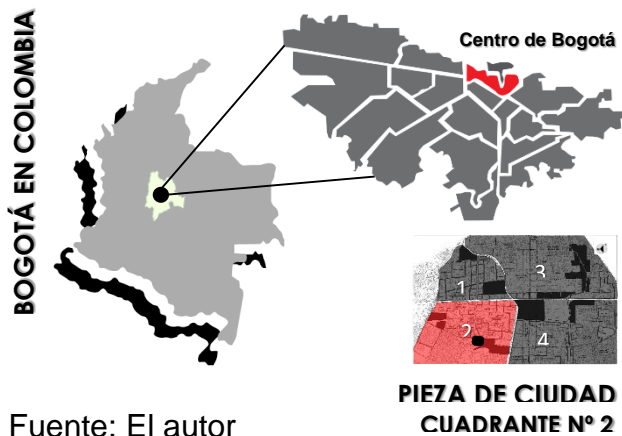 BOGOTÁ EN COLOMBIA
Centro de Bogotá
1
3
2
4
PIEZA DE CIUDAD
CUADRANTE Nº 2
Fuente: El autor